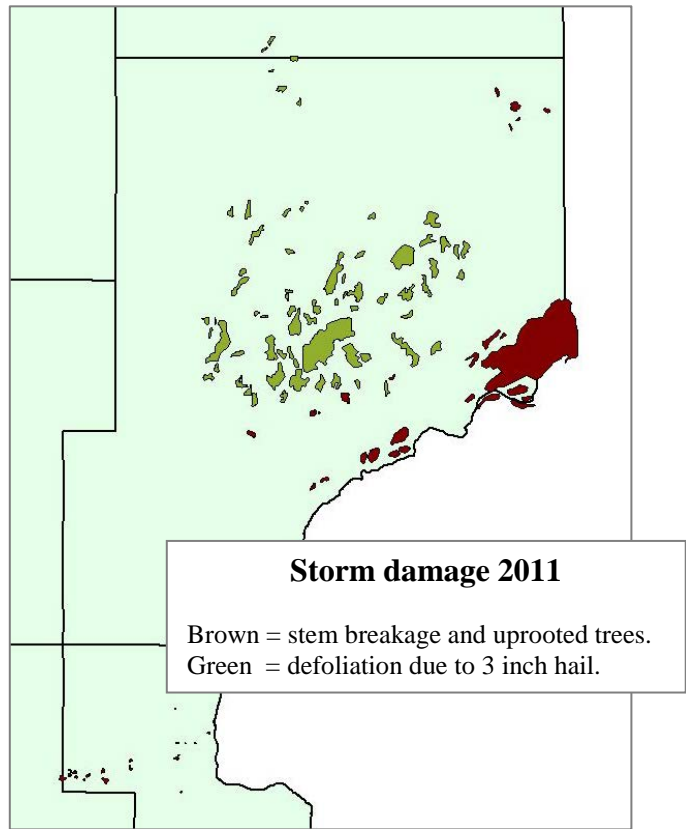 Storm damage 2011
Brown = stem breakage and uprooted trees.
Green  = defoliation due to 3 inch hail.